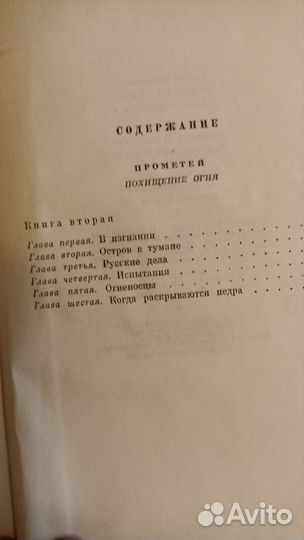 СОДЕРЖАНИЕ
ПРОМЕТЕЙ
ПОХИЩЕНИЕ ОГНЯ
Книга вторая
Глава первая. В изгнании . . . . . . . . . .
Глава вторая. Остров в тумане . . . . . . . .
Глава третья. Русские дела . . . . . . . . .
Глава четвертая. Испытания . . . . . . . . .
Глава пятая. Огненосцы . . . . . . . . . .
Глава шестая. Когда раскрываются недра . . . .
Avito